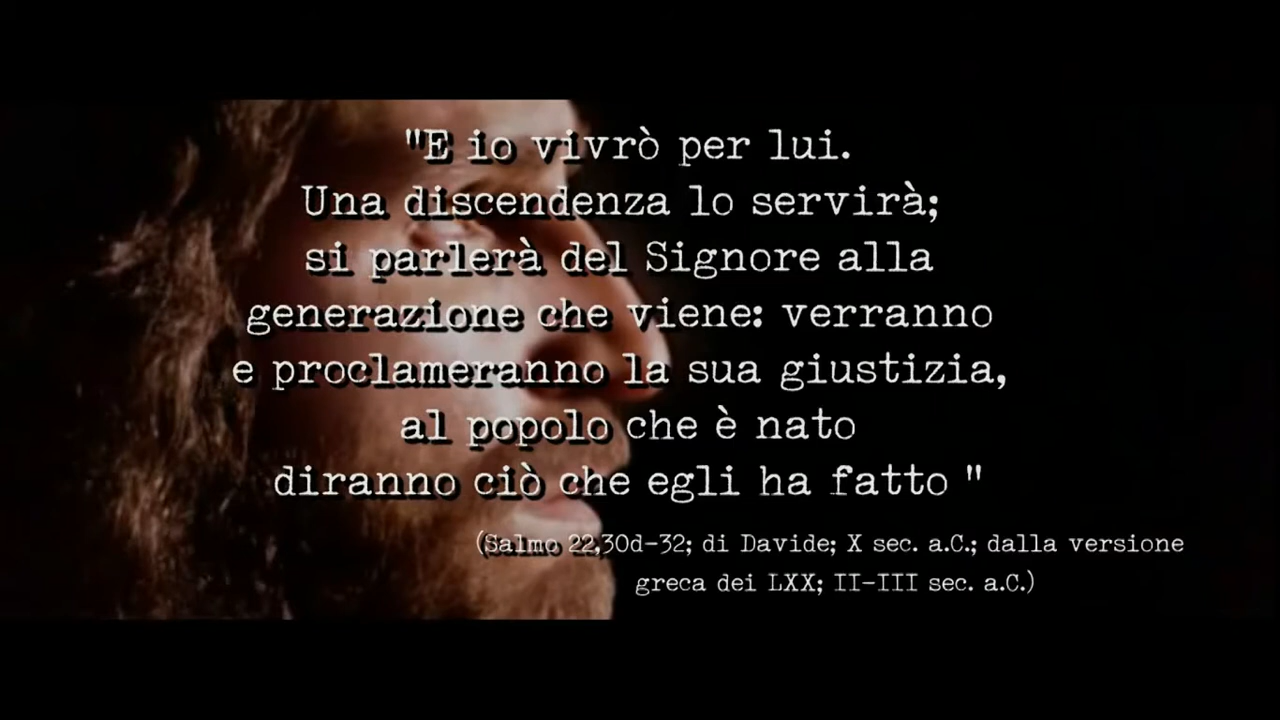 "E io vivrò per lui.
Una discendenza lo servirà;
si parlerà del Signore alla
generazione che viene: verranno
e proclameranno la sua giustizia,
al popolo che è nato
diranno ciò che egli ha fatto "
(Salmo 22,30d-32; di Davide; X sec. a.C.; dalla versione
greca dei LXX; II-III sec. a.C.)